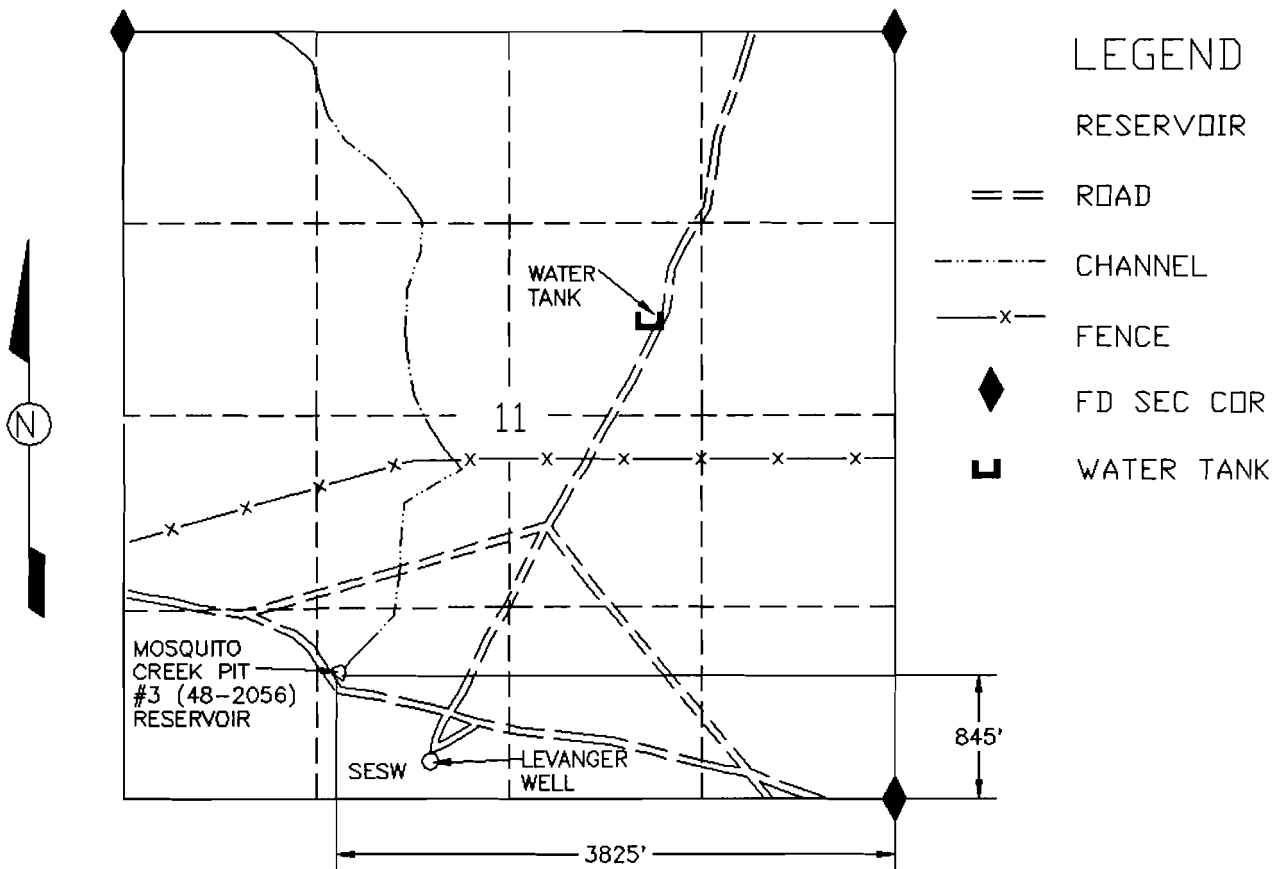 LEGEND
RESERVOIR
ROAD
CHANNEL
x
FENCE
FD SEC COR
WATER TANK
N
WATER
TANK
11
x x x x x x x x x x
MOSQUITO
CREEK PIT
#3 (48-2056)
RESERVOIR
SESW
LEVANGER
WELL
845'
3825'